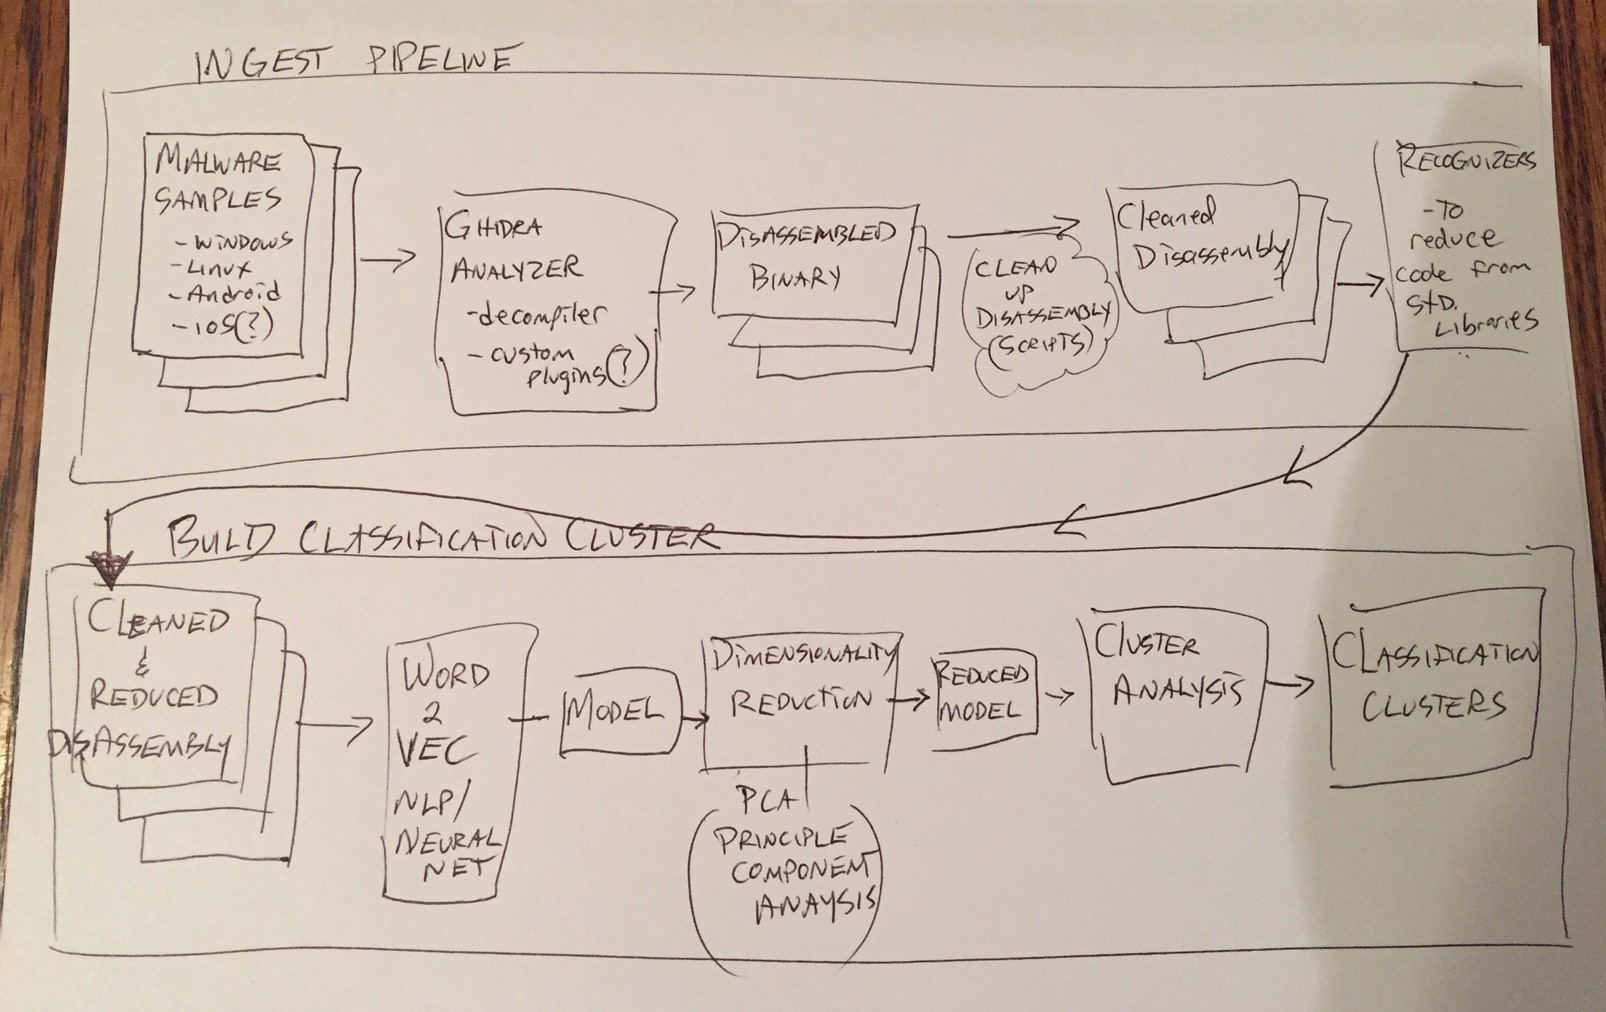 INGEST PIPELINE
MALWARE
SAMPLES
- WINDOWS
- Linux
- Android
- iOS(?)
GHIDRA
ANALYZER
- decompiler
- custom
plugins(?)
DISASSEMBLED
BINARY
CLEAN
UP
DISASSEMBLY
(SCRIPTS)
Cleaned
Disassembly
RECOGNIZERS
- To
reduce
code from
STD.
Libraries
BUILD CLASSIFICATION CLUSTER
CLEANED
&
REDUCED
DISASSEMBLY
WORD
2
VEC
NLP/
NEURAL
NET
MODEL
DIMENSIONALITY
REDUCTION
PCA
PRINCIPLE
COMPONENT
ANAYSIS
REDUCED
MODEL
CLUSTER
ANALYSIS
CLASSIFICATION
CLUSTERS